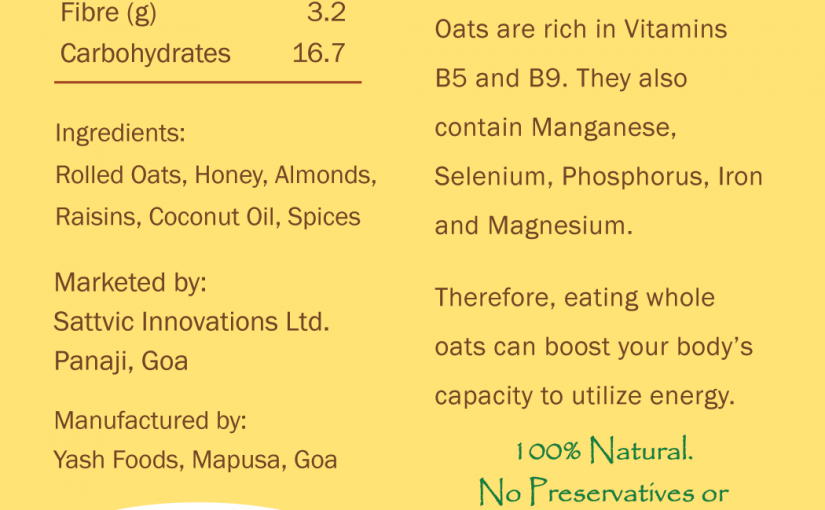 Fibre (g) 3.2
Carbohydrates 16.7
Ingredients:
Rolled Oats, Honey, Almonds,
Raisins, Coconut Oil, Spices
Marketed by:
Sattvic Innovations Ltd.
Panaji, Goa
Manufactured by:
Yash Foods, Mapusa, Goa
Oats are rich in Vitamins
B5 and B9. They also
contain Manganese,
Selenium, Phosphorus, Iron
and Magnesium.
Therefore, eating whole
oats can boost your body's
capacity to utilize energy.
100% Natural.
No Preservatives or